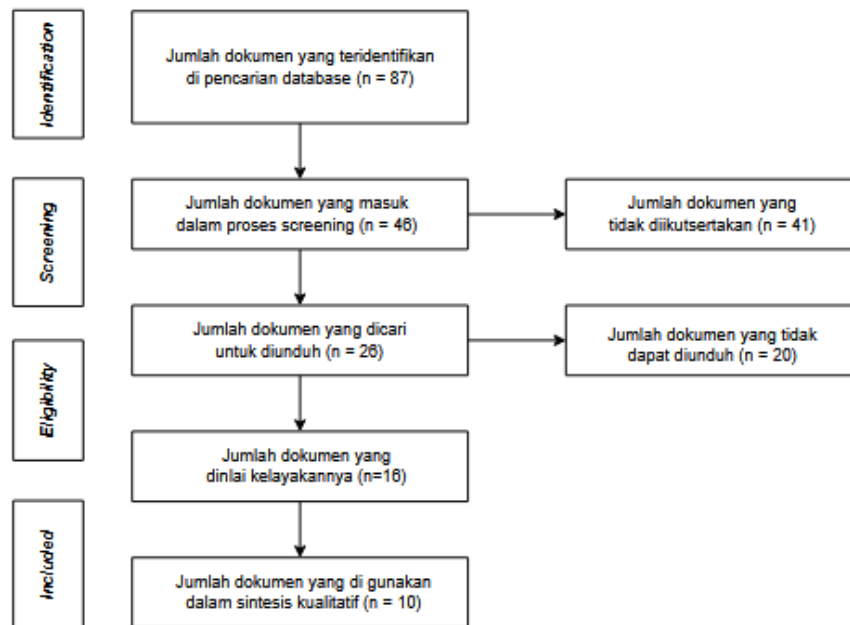 Identification
Jumlah dokumen yang teridentifikan
di pencarian database (n = 87)
Screening
Jumlah dokumen yang masuk
dalam proses screening (n = 46)
Jumlah dokumen yang
tidak diikutsertakan (n = 41)
Jumlah dokumen yang dicari
untuk diunduh (n = 26)
Jumlah dokumen yang tidak
dapat diunduh (n = 20)
Eligibility
Jumlah dokumen yang
dinlai kelayakannya (n=16)
Included
Jumlah dokumen yang di gunakan
dalam sintesis kualitatif (n = 10)